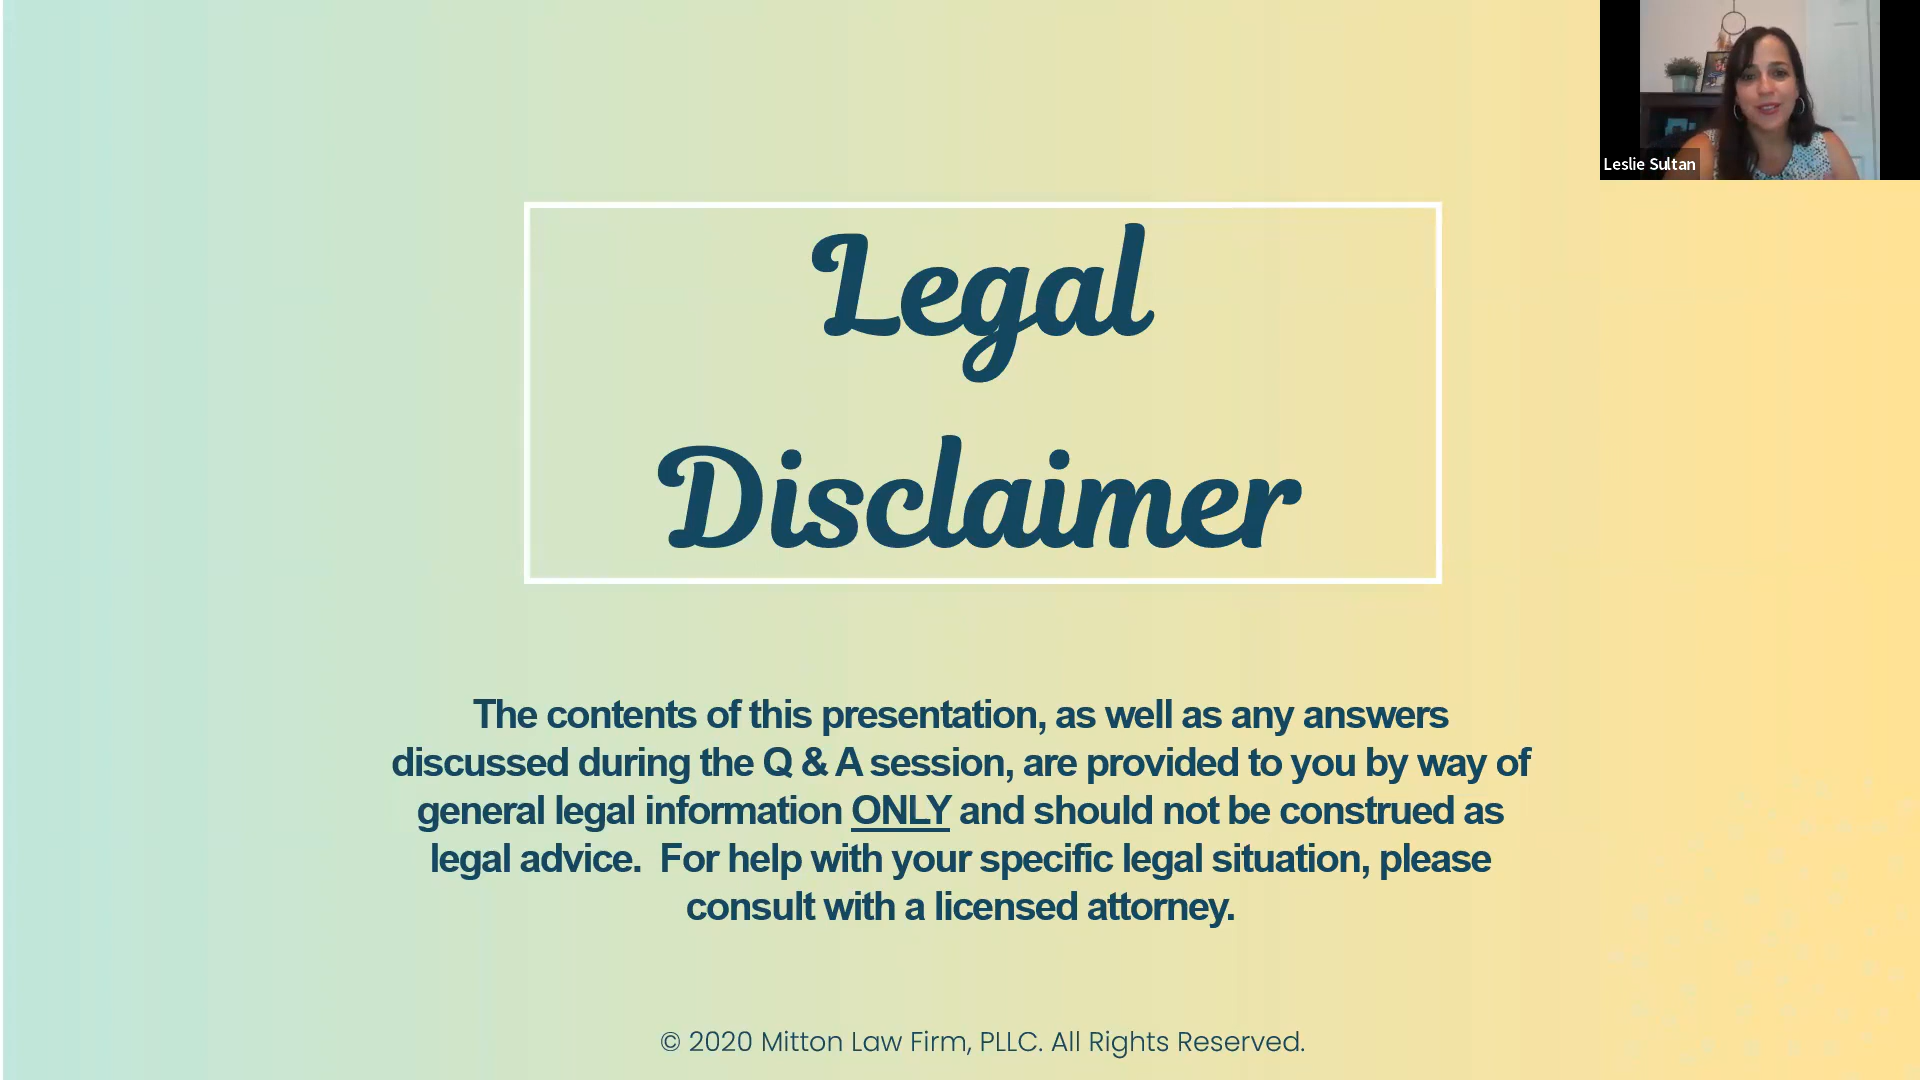 Leslie Sultan
Legal
Disclaimer
The contents of this presentation, as well as any answers
discussed during the Q & A session, are provided to you by way of
general legal information ONLY and should not be construed as
legal advice.  For help with your specific legal situation, please
consult with a licensed attorney.
© 2020 Mitton Law Firm, PLLC. All Rights Reserved.